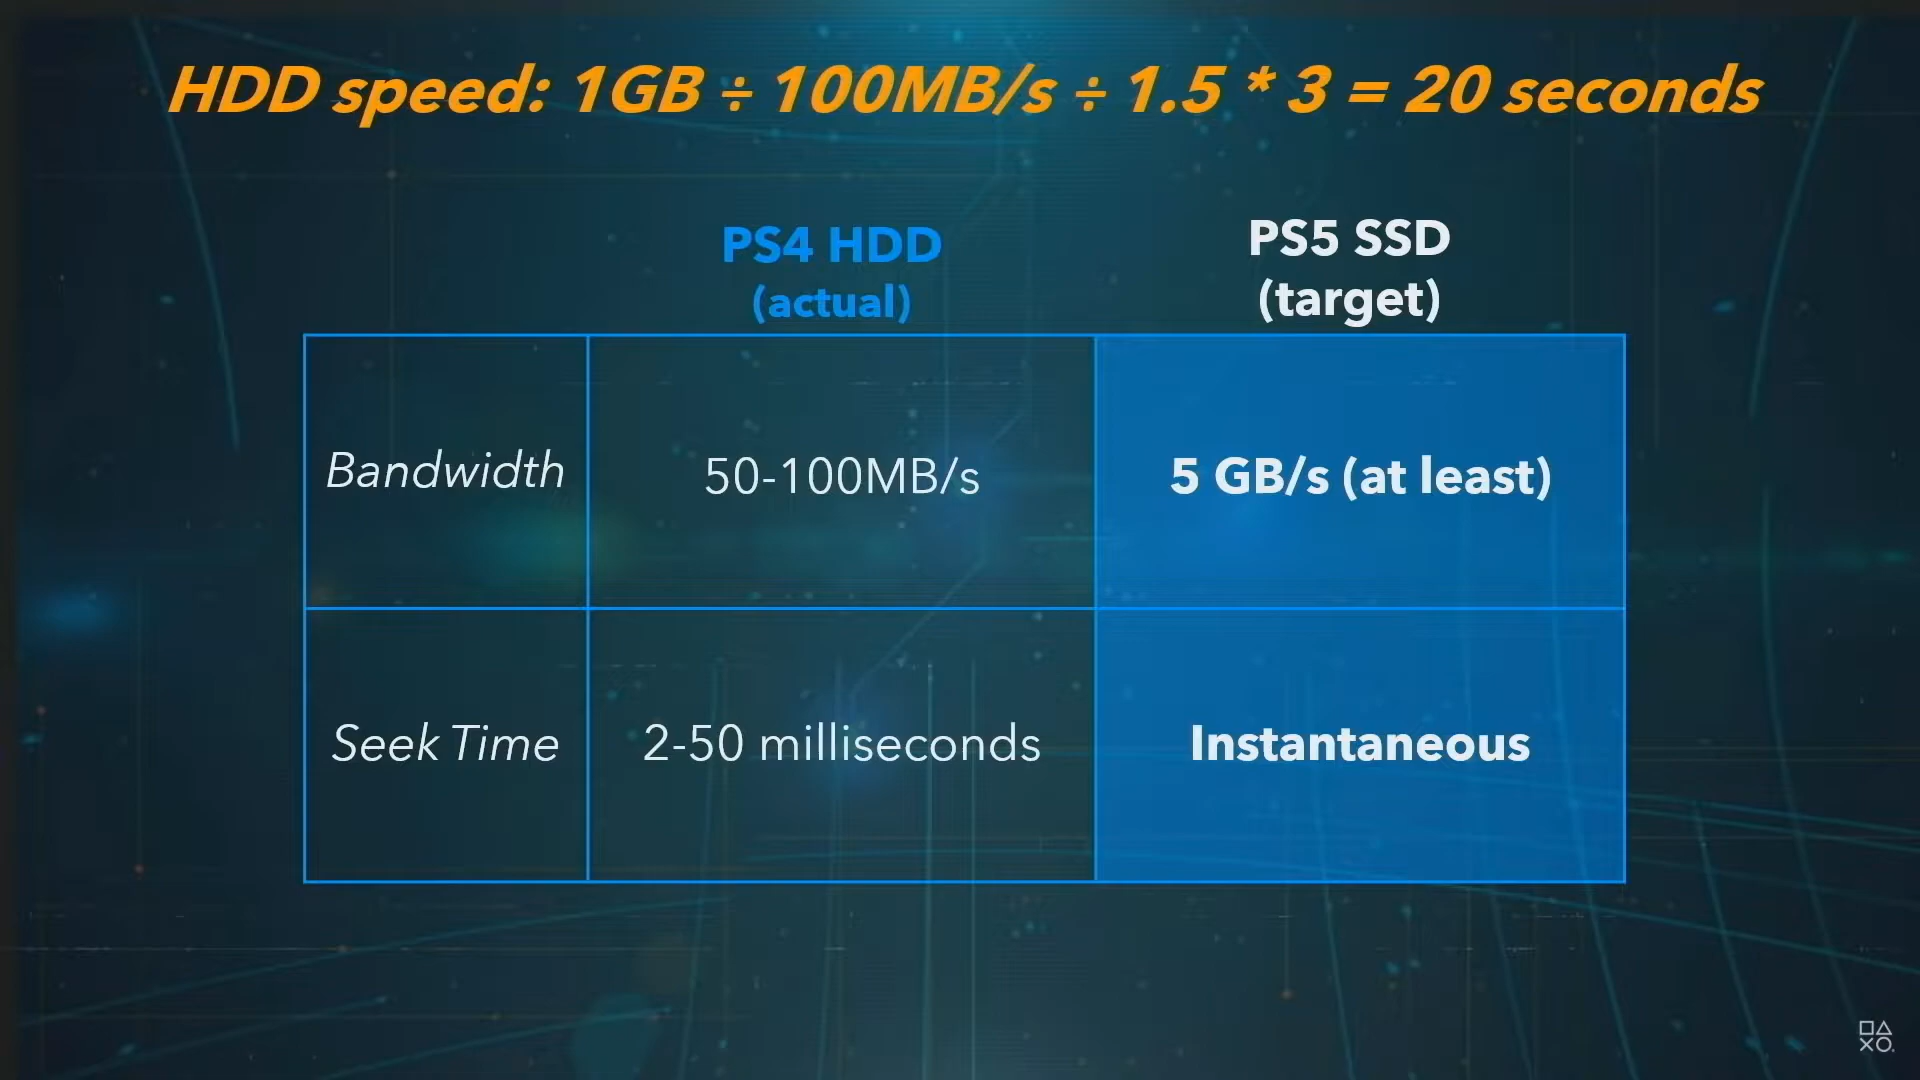 HDD speed: 1GB ÷ 100MB/s ÷ 1.5 * 3 = 20 seconds
PS4 HDD
(actual)
PS5 SSD
(target)
Bandwidth
50-100MB/s
5 GB/s (at least)
Seek Time
2-50 milliseconds
Instantaneous